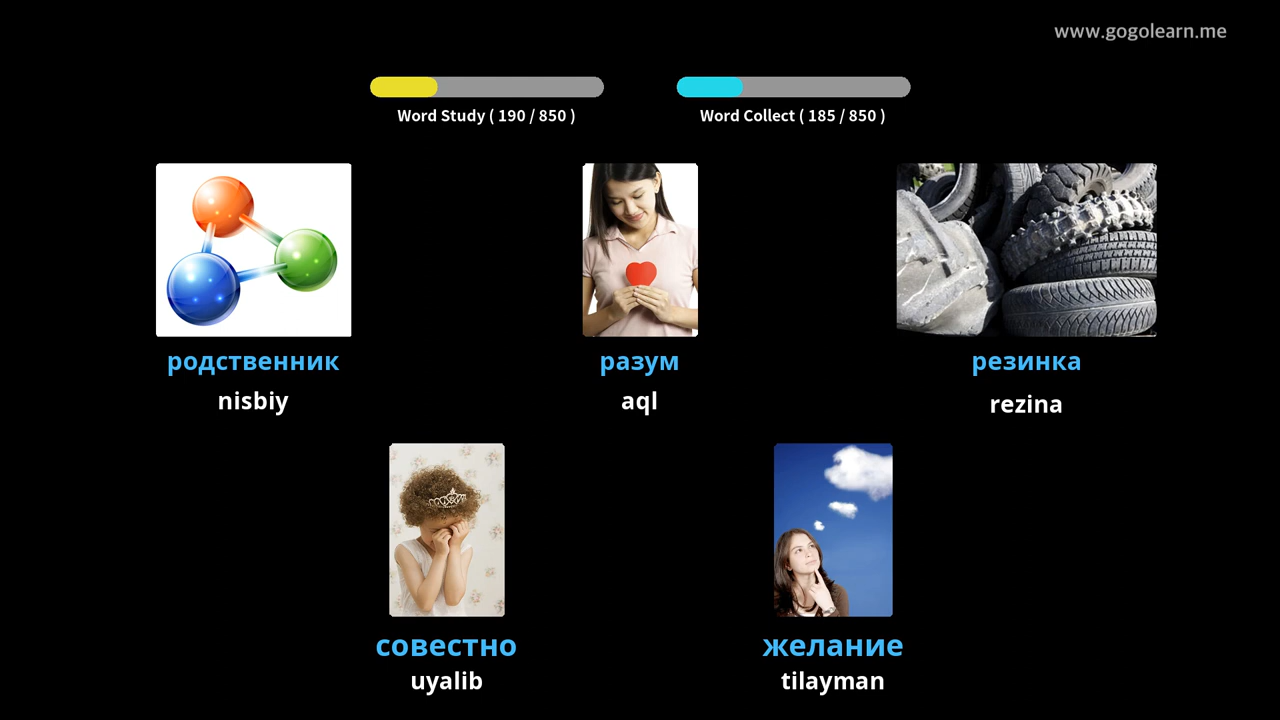 www.gogolearn.me
Word Study ( 190 / 850 )
Word Collect ( 185 / 850 )
родственник
nisbiy
разум
aql
резинка
rezina
совестно
uyalib
желание
tilayman